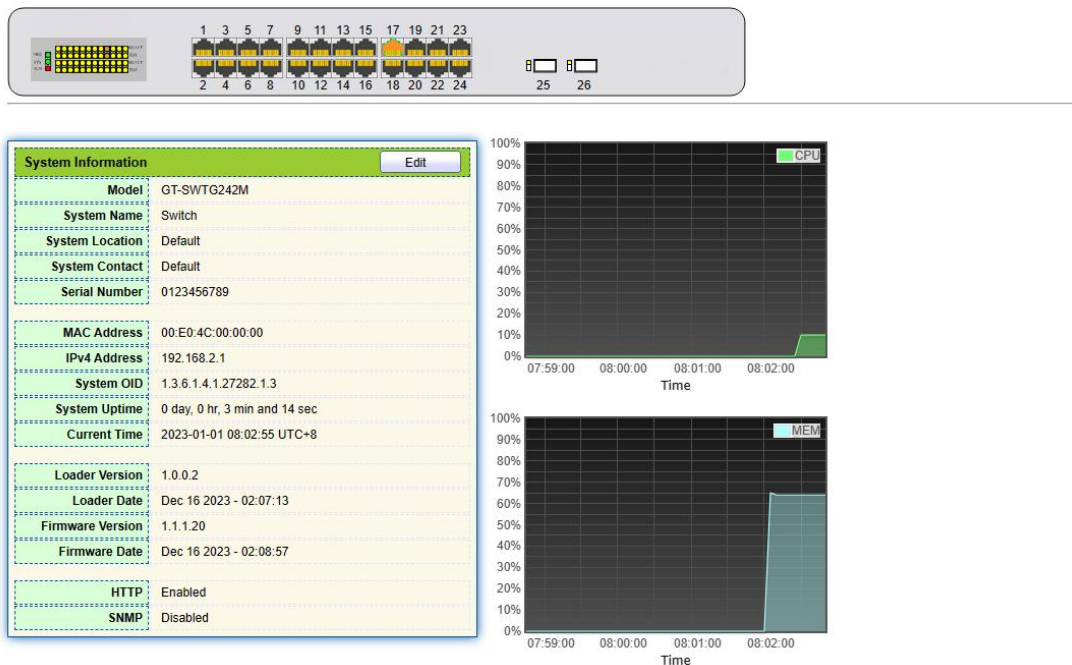 1 3 5 7 9 11 13 15 17 19 21 23
2 4 6 8 10 12 14 16 18 20 22 24 25 26
System Information Edit
Model GT-SWTG242M
System Name Switch
System Location Default
System Contact Default
Serial Number 0123456789
MAC Address 00:E0:4C:00:00:00
IPv4 Address 192.168.2.1
System OID 1.3.6.1.4.1.27282.1.3
System Uptime 0 day, 0 hr, 3 min and 14 sec
Current Time 2023-01-01 08:02:55 UTC+8
Loader Version 1.0.0.2
Loader Date Dec 16 2023 - 02:07:13
Firmware Version 1.1.1.20
Firmware Date Dec 16 2023 - 02:08:57
HTTP Enabled
SNMP Disabled
100%
90%
80%
70%
60%
50%
40%
30%
20%
10%
0%
CPU
07:59:00 08:00:00 08:01:00 08:02:00
Time
100%
90%
80%
70%
60%
50%
40%
30%
20%
10%
0%
MEM
07:59:00 08:00:00 08:01:00 08:02:00
Time